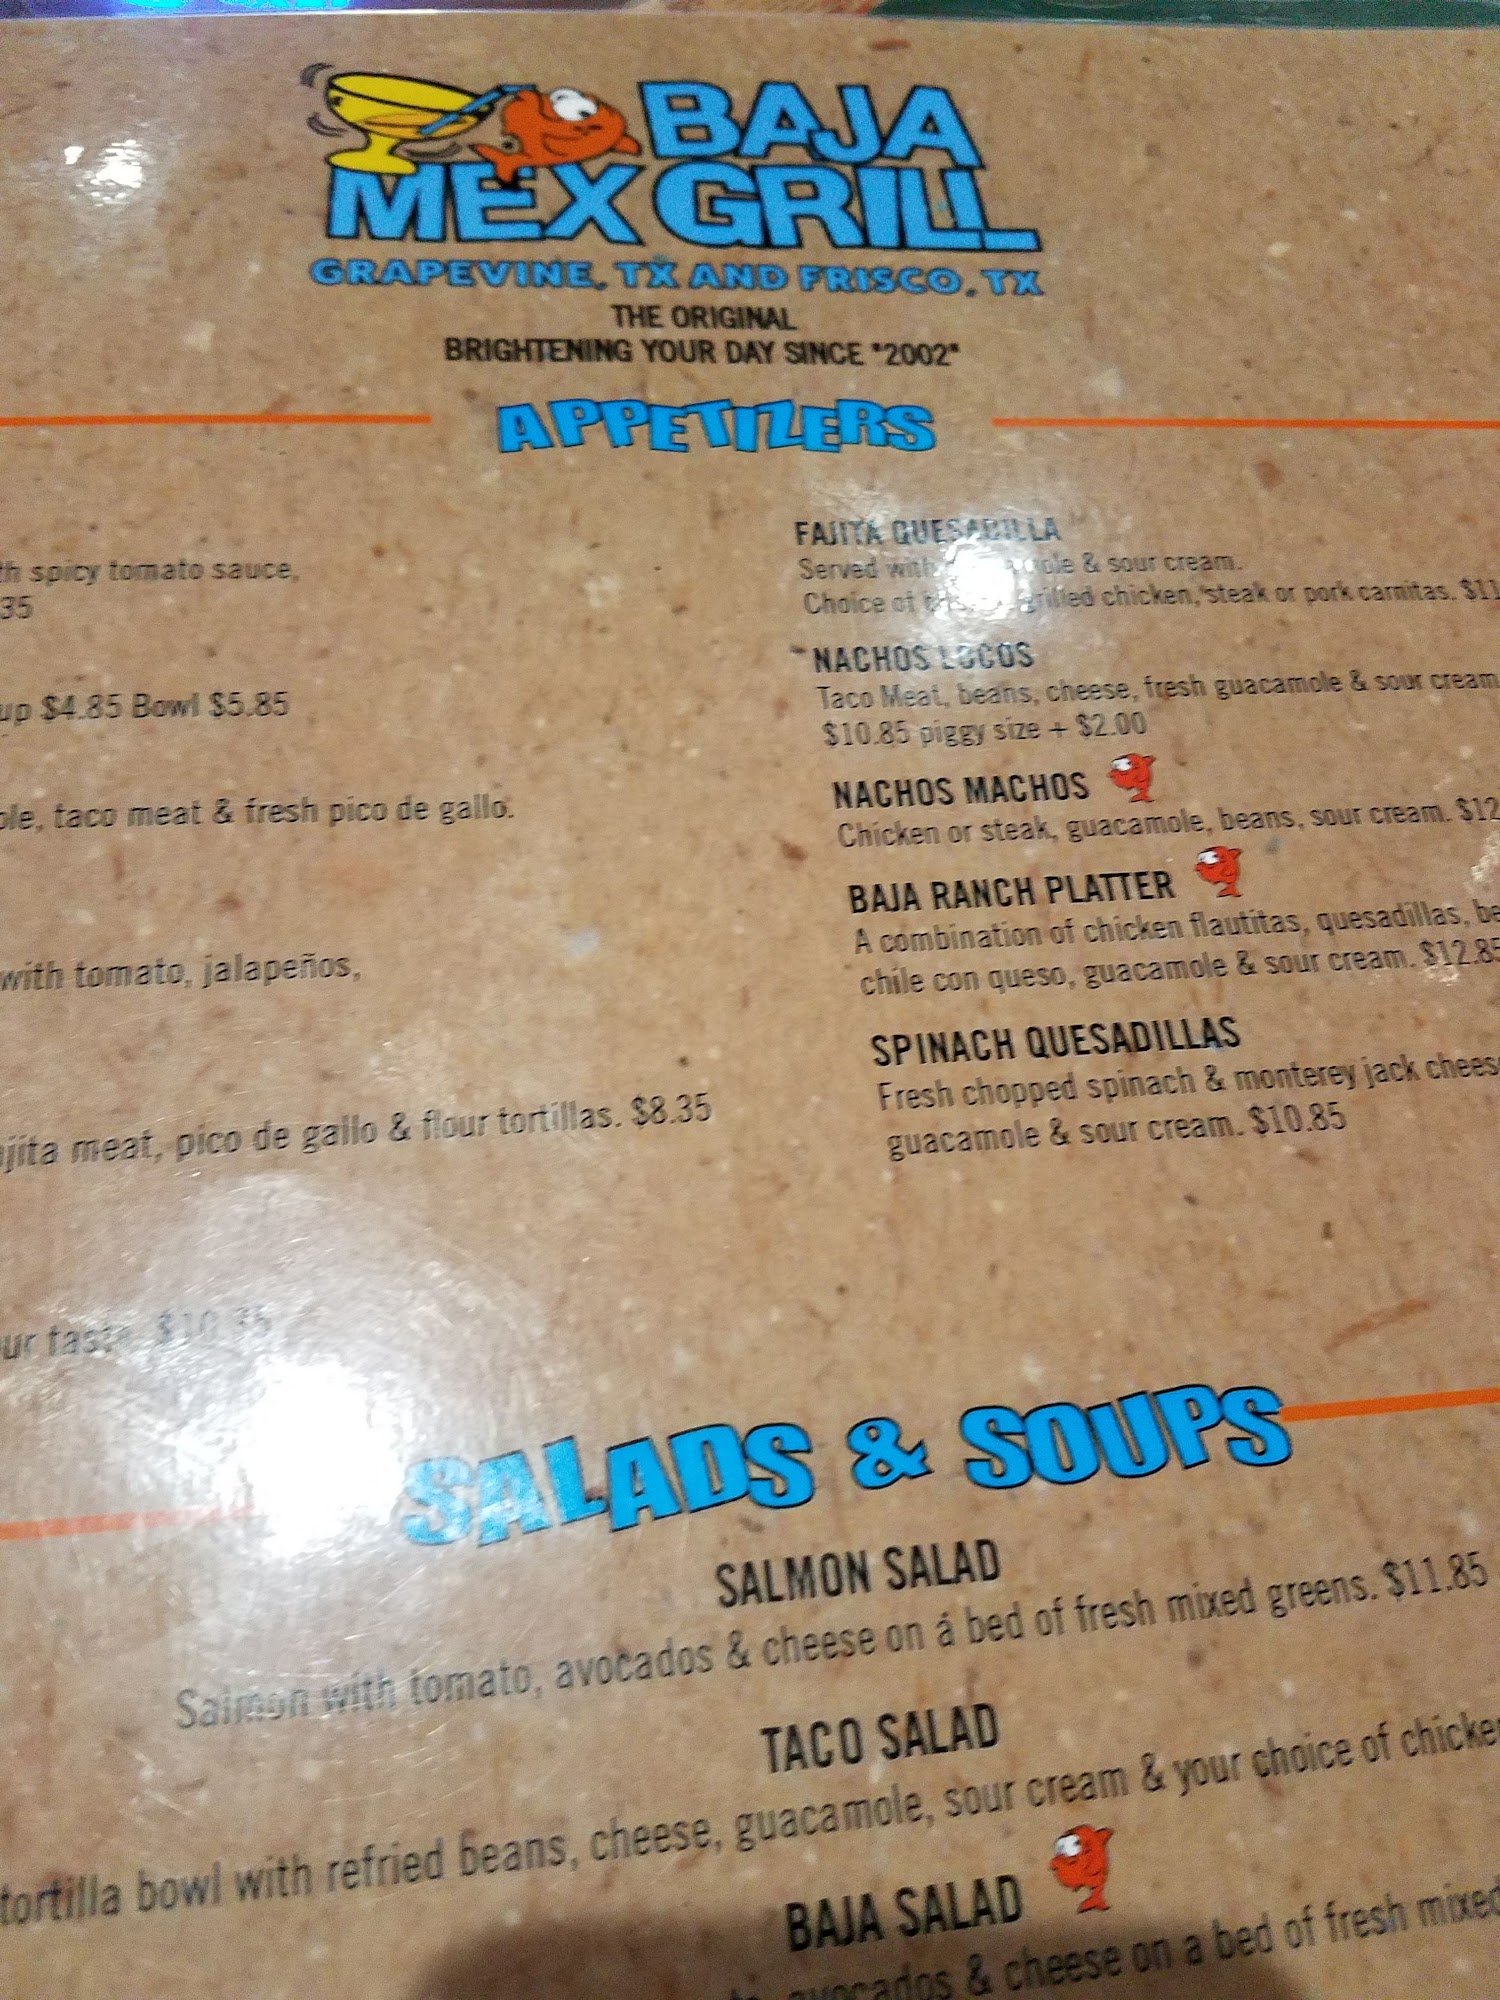 BAJA
MEX GRILL
GRAPEVINE, TX AND FRISCO, TX
THE ORIGINAL
BRIGHTENING YOUR DAY SINCE "2002"
APPETIZERS
spicy tomato sauce,
35
$4.85 Bowl $5.85
taco meat & fresh pico de gallo.
with tomato, jalapeños,
meat, pico de gallo & flour tortillas. $8.35
FAJITA QUESADILLA
Served with & sour cream.
Choice of grilled chicken, steak or pork carnitas. $11
NACHOS LOCOS
Taco Meat, beans, cheese, fresh guacamole & sour cream
$10.85 piggy size + $2.00
NACHOS MACHOS
Chicken or steak, guacamole, beans, sour cream. $12
BAJA RANCH PLATTER
A combination of chicken flautitas, quesadillas,
chile con queso, guacamole & sour cream. $12.85
SPINACH QUESADILLAS
Fresh chopped spinach & monterey jack
guacamole & sour cream. $10.85
SALADS & SOUPS
SALMON SALAD
Salmon with tomato, avocados & cheese on á bed of fresh mixed greens. $11.85
TACO SALAD
tortilla bowl with refried beans, cheese, guacamole, sour cream & your choice of
BAJA SALAD
avocados & cheese on a bed of fresh mixed